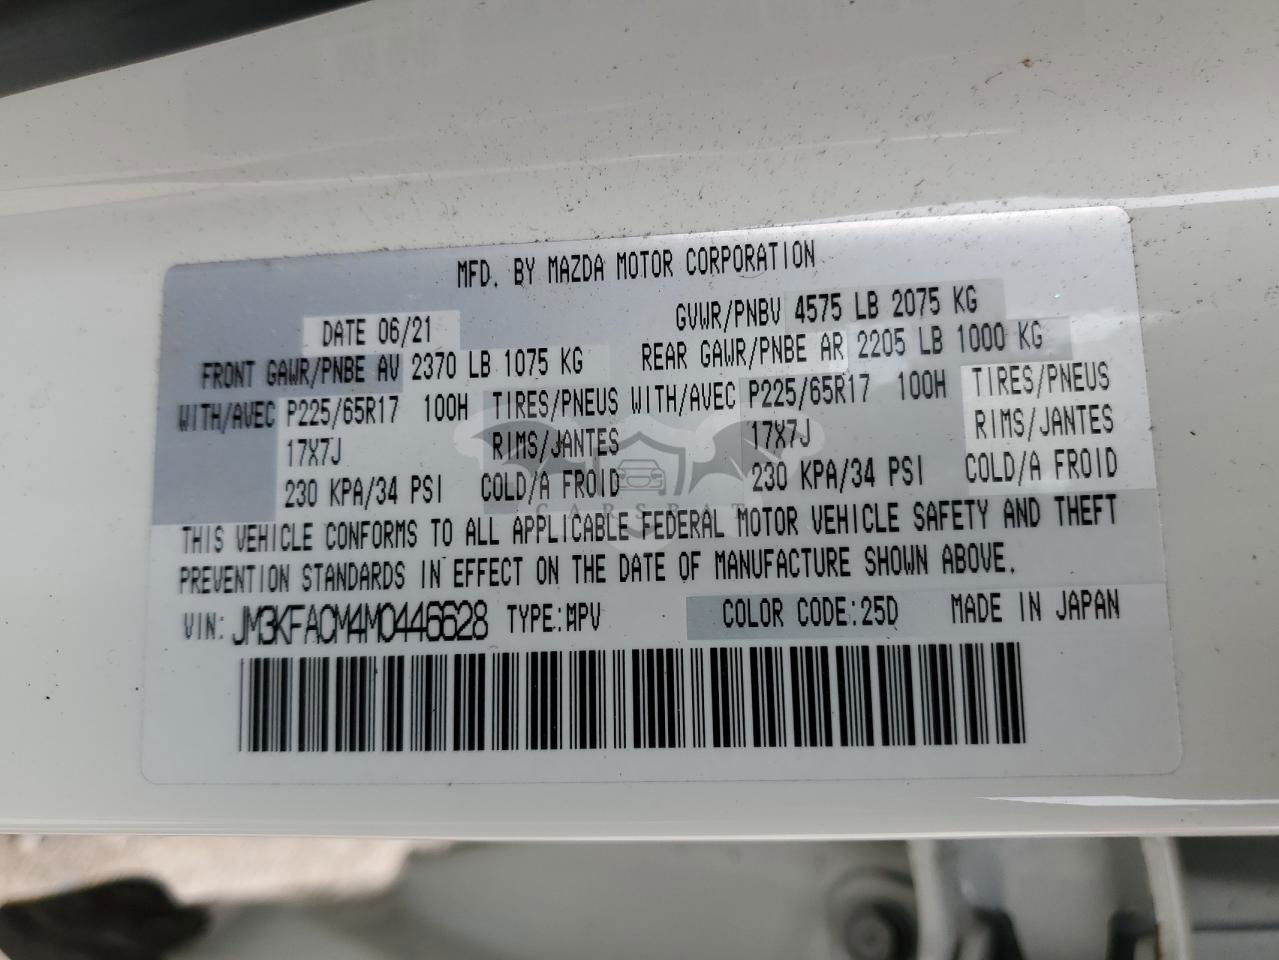 MFD. BY MAZDA MOTOR CORPORATION
DATE 06/21 GVWR/PNBV 4575 LB 2075 KG
FRONT GAWR/PNBE AV 2370 LB 1075 KG REAR GAWR/PNBE AR 2205 LB 1000 KG
WITH/AVEC P225/65R17 100H TIRES/PNEUS WITH/AVEC P225/65R17 100H TIRES/PNEUS
17X7J RIMS/JANTES 17X7J RIMS/JANTES
230 KPA/34 PSI COLD/A FROID 230 KPA/34 PSI COLD/A FROID
CARSBAT
THIS VEHICLE CONFORMS TO ALL APPLICABLE FEDERAL MOTOR VEHICLE SAFETY AND THEFT
PREVENTION STANDARDS IN EFFECT ON THE DATE OF MANUFACTURE SHOWN ABOVE.
VIN: JM3KFACM4M0446628 TYPE:MPV COLOR CODE:25D MADE IN JAPAN